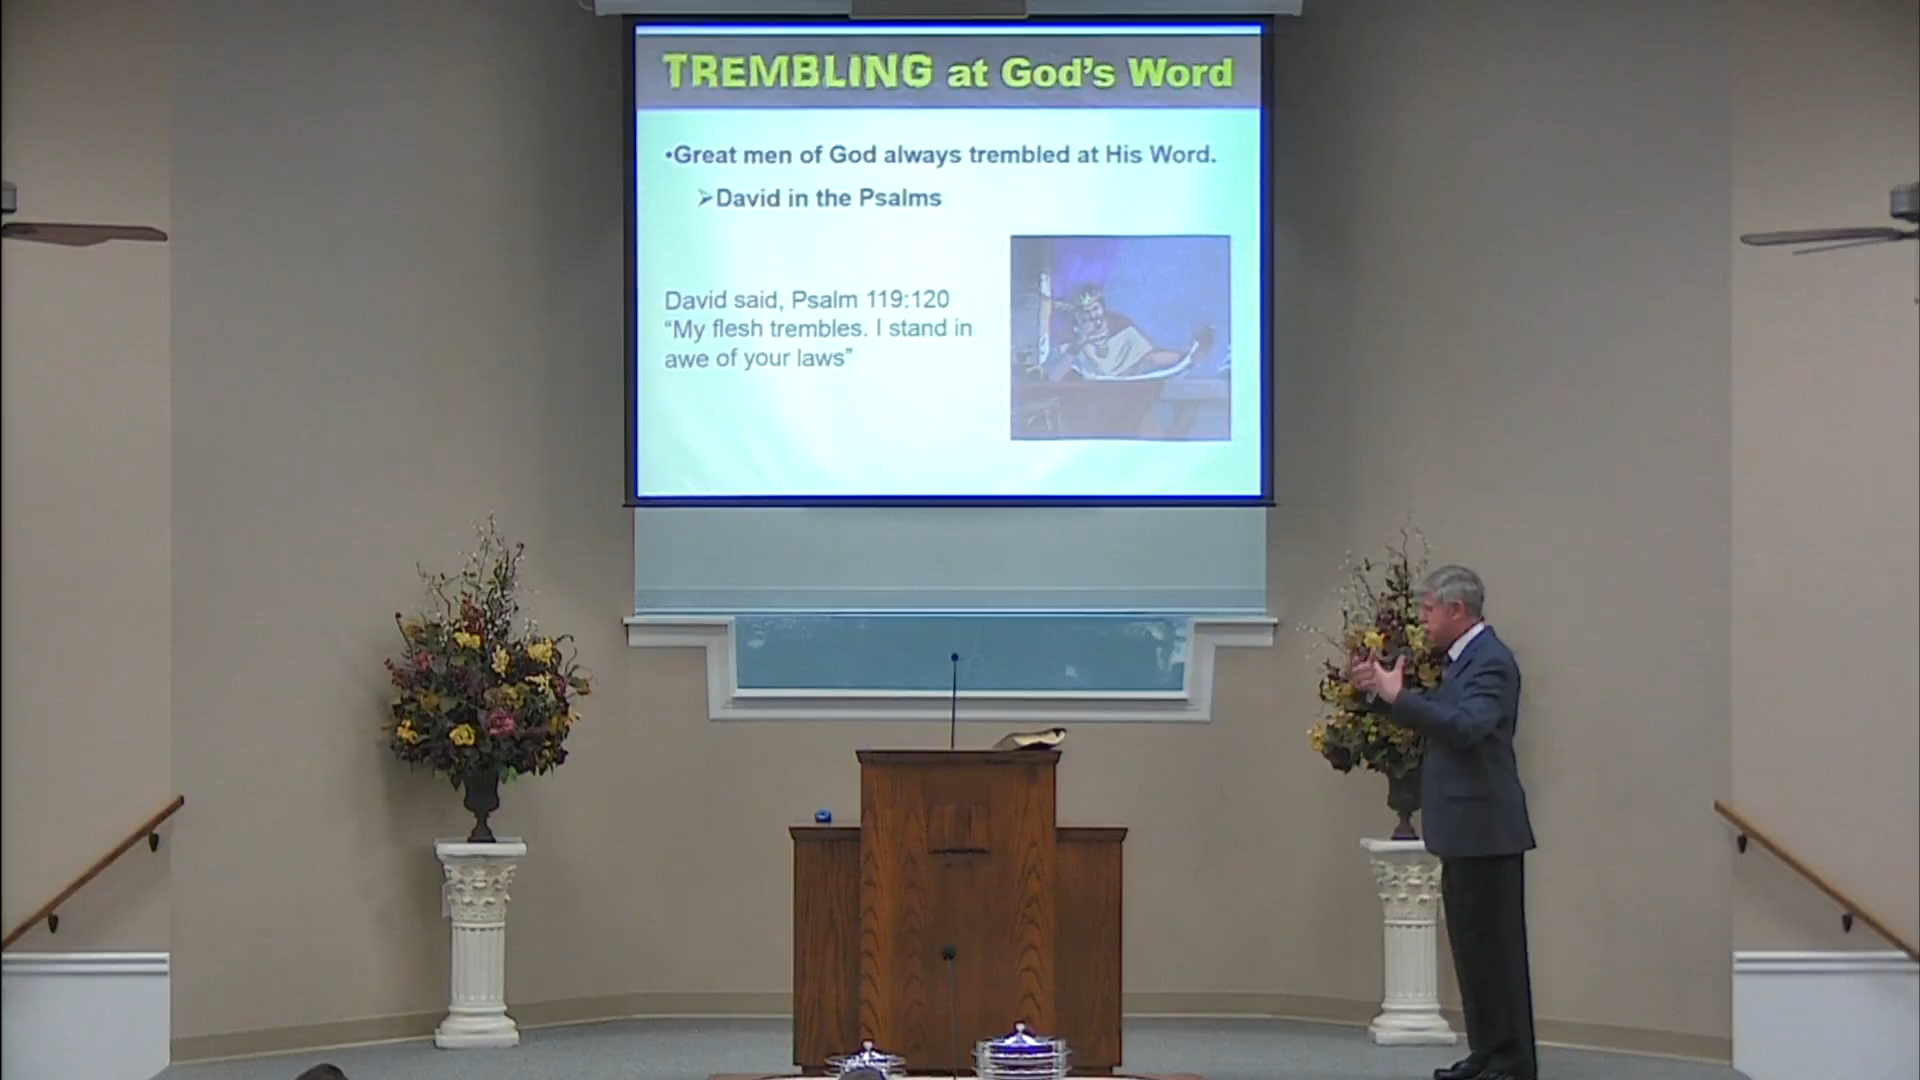 TREMBLING at God's Word
•Great men of God always trembled at His Word.
➢David in the Psalms
David said, Psalm 119:120
“My flesh trembles. I stand in
awe of your laws”